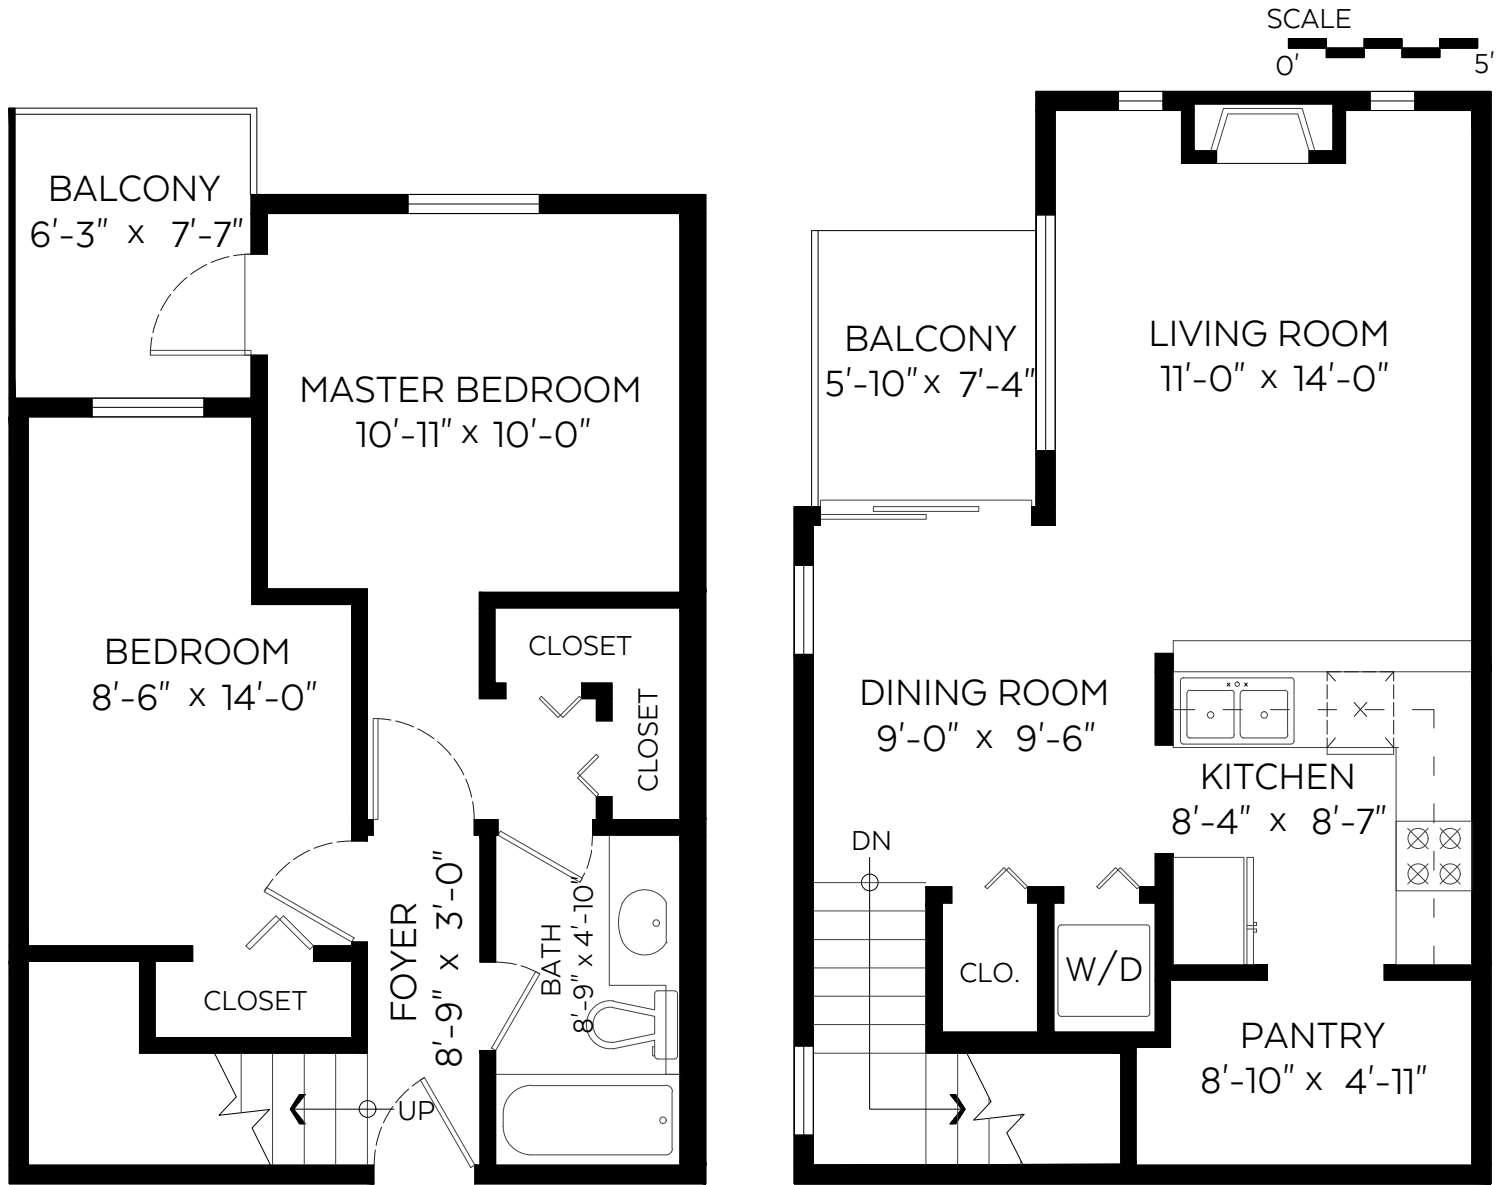 SCALE
0' 5'
BALCONY
6'-3" x 7'-7"
MASTER BEDROOM
10'-11" x 10'-0"
BEDROOM
8'-6" x 14'-0"
CLOSET
CLOSET
FOYER
8'-9" x 3'-0"
BATH
8'-9" x 4'-10"
CLOSET
UP
BALCONY
5'-10" x 7'-4"
LIVING ROOM
11'-0" x 14'-0"
DINING ROOM
9'-0" x 9'-6"
KITCHEN
8'-4" x 8'-7"
DN
CLO.
W/D
PANTRY
8'-10" x 4'-11"